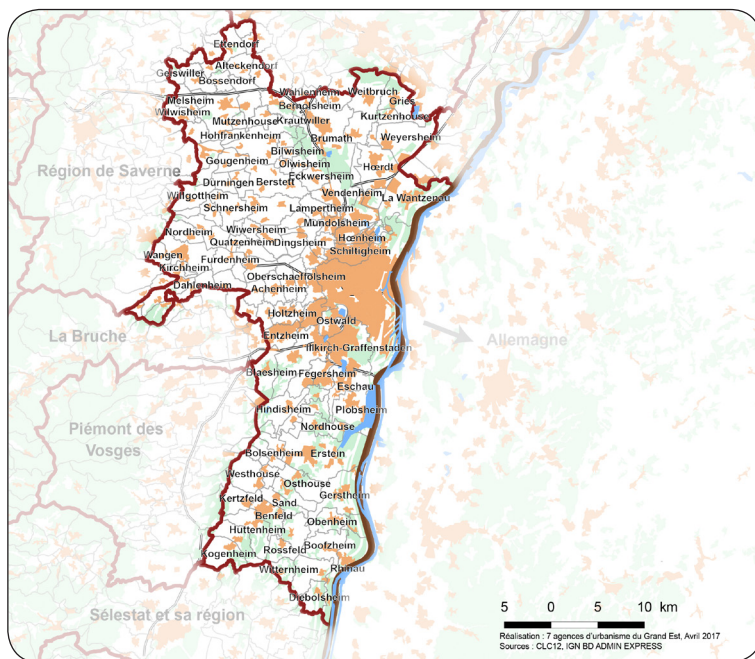 Ettendorf
Alteckendorf
Geiswiller
Bossendorf
Wahlenheim
Weitbruch
Melsheim
Bernolsheim
Gries
Wilwisheim
Krautwiller
Kurtzenhouse
Mutzenhouse
Brumath
Weyersheim
Hohfrankenheim
Bilwisheim
Gougenheim
Olwisheim
Hœrdt
Région de Saverne
Eckwersheim
Durningen
Berstett
Willgottheim
Vendenheim
La Wantzenau
Schnersheim
Lampertheim
Mundolsheim
Nordheim
Wiwersheim
Quatzenheim
Dingsheim
Hœnheim
Schiltigheim
Wangen
Furdenheim
Kirchheim
Oberschaeffolsheim
Dahlenheim
Achenheim
Holtzheim
Ostwald
La Bruche
Entzheim
Allemagne
Illkirch-Graffenstaden
Blaesheim
Fegersheim
Eschau
Hindisheim
Plobsheim
Piémont des
Vosges
Nordhouse
Bolsenheim
Erstein
Westhouse
Osthouse
Kertzfeld
Gerstheim
Sand
Benfeld
Obenheim
Huttenheim
Boofzheim
Kogenheim
Rossfeld
Witternheim
Rhinau
Diebolsheim
Sélestat et sa région
5 0 5 10 km
Réalisation : 7 agences d'urbanisme du Grand Est, Avril 2017
Sources : CLC12, IGN BD ADMIN EXPRESS